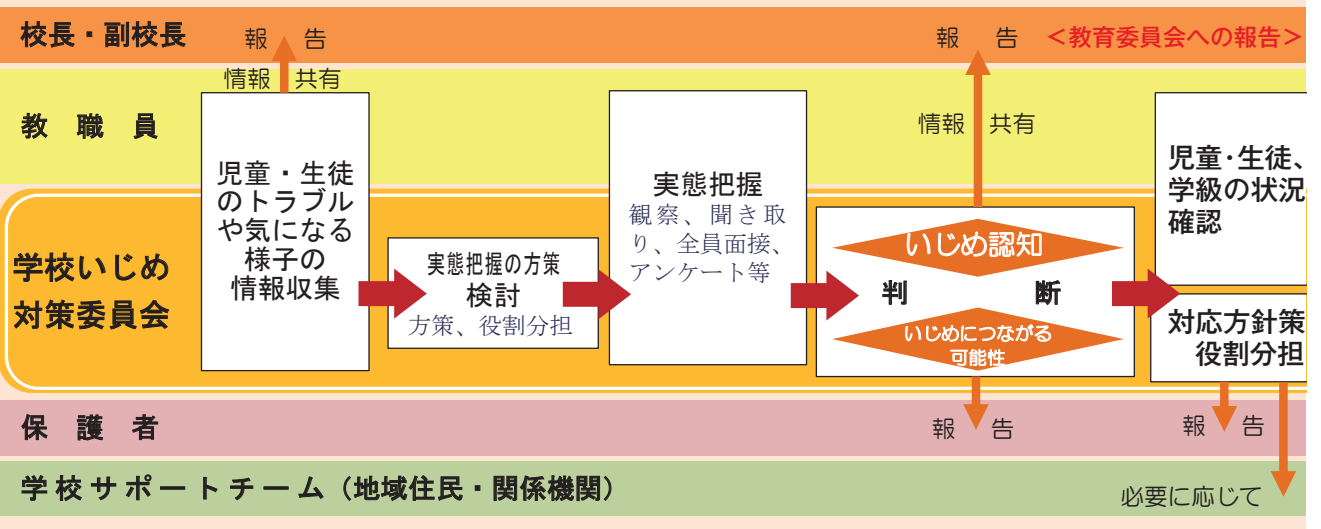 校長・副校長
報 告
報 告
＜教育委員会への報告＞
情報 共有
教 職 員
児童・生徒
のトラブル
や気になる
様子の
情報収集
実態把握
観察、聞き取
り、全員面接、
アンケート等
情報 共有
児童・生徒、
学級の状況
確認
学校いじめ
対策委員会
実態把握の方策
検討
方策、役割分担
いじめ認知
判 断
いじめにつながる
可能性
対応方針策
役割分担
保 護 者
報 告
報 告
学校サポートチーム（地域住民・関係機関）
必要に応じて